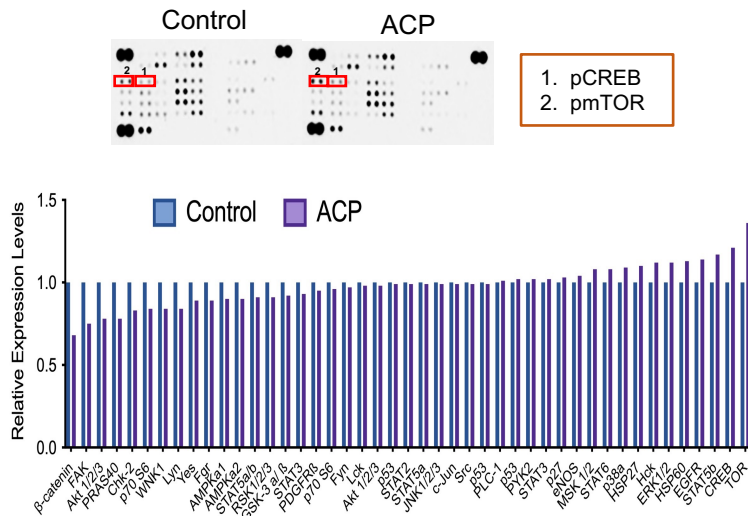 Control ACP
2 1 2 1
1. pCREB
2. pmTOR
Relative Expression Levels
1.5
1.0
0.5
0.0
Control ACP
β-catenin
FAK
Akt 1/2/3
PRAS40
Chk-2
p70 S6
WNK1
Lyn
Yes
Fgr
AMPKa1
AMPKa2
STAT5a/b
RSK1/2/3
GSK-3 a/ ß
STAT3
PDGFRß
p70 S6
Fyn
Lck
Akt 1/2/3
p53
STAT2
STAT5a
JNK1/2/3
c-Jun
Src
p53
PLC-1
p53
PYK2
STAT3
p27
eNOS
MSK 1/2
STAT6
p38a
HSP27
Hck
ERK1/2
HSP60
EGFR
STAT5b
CREB
TOR